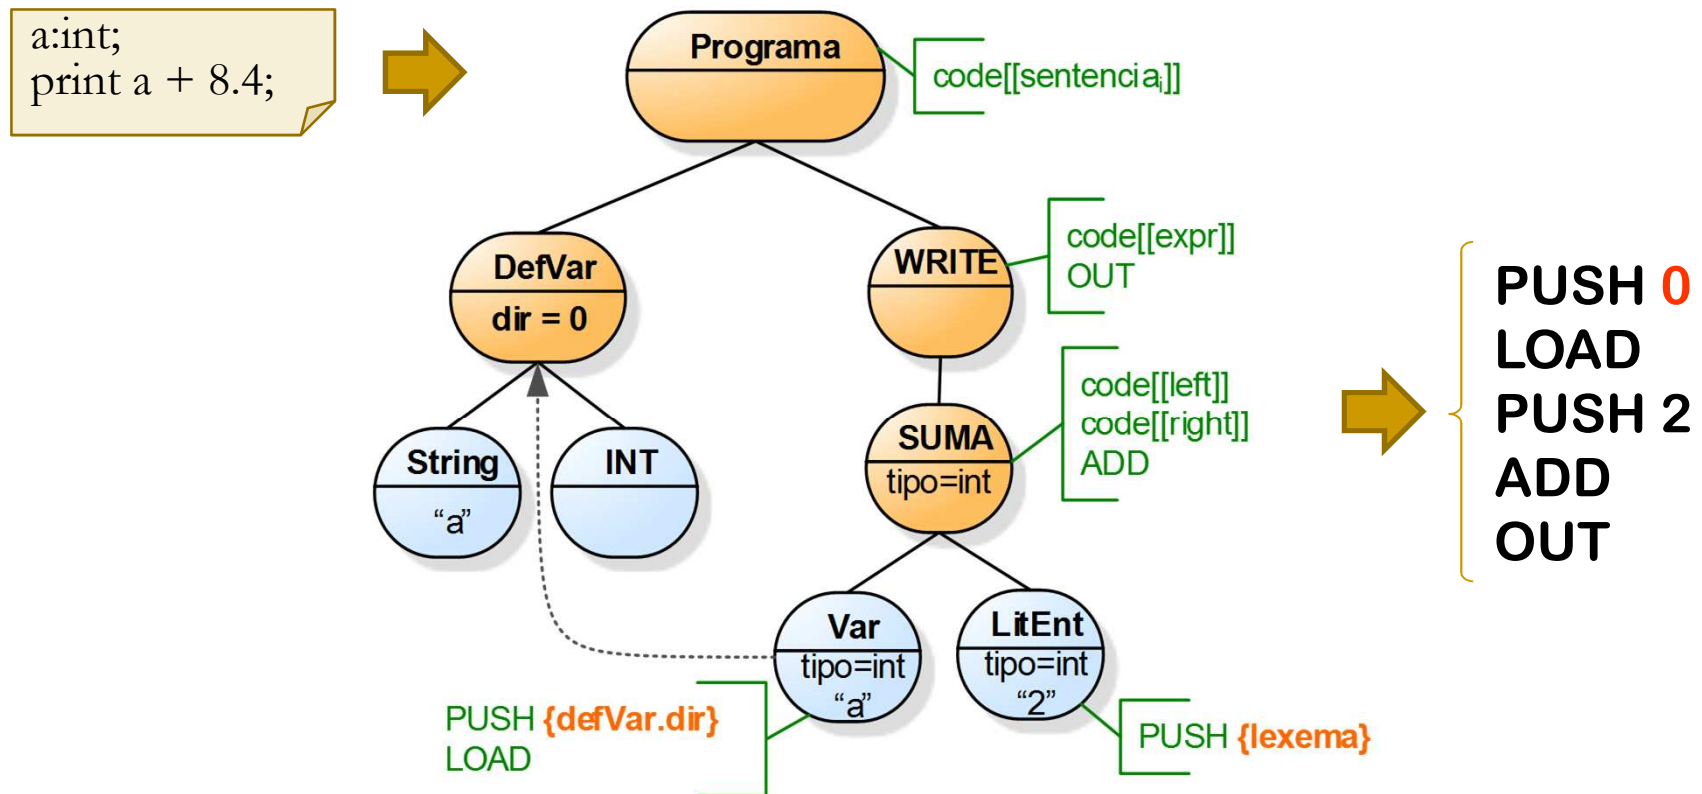 a:int;
print a + 8.4;
Programa
code[[sentenciaᵢ]]
DefVar
dir = 0
WRITE
code[[expr]]
OUT
String
“a”
INT
SUMA
tipo=int
code[[left]]
code[[right]]
ADD
Var
tipo=int
“a”
LitEnt
tipo=int
“2”
PUSH {defVar.dir}
LOAD
PUSH {lexema}
PUSH 0
LOAD
PUSH 2
ADD
OUT